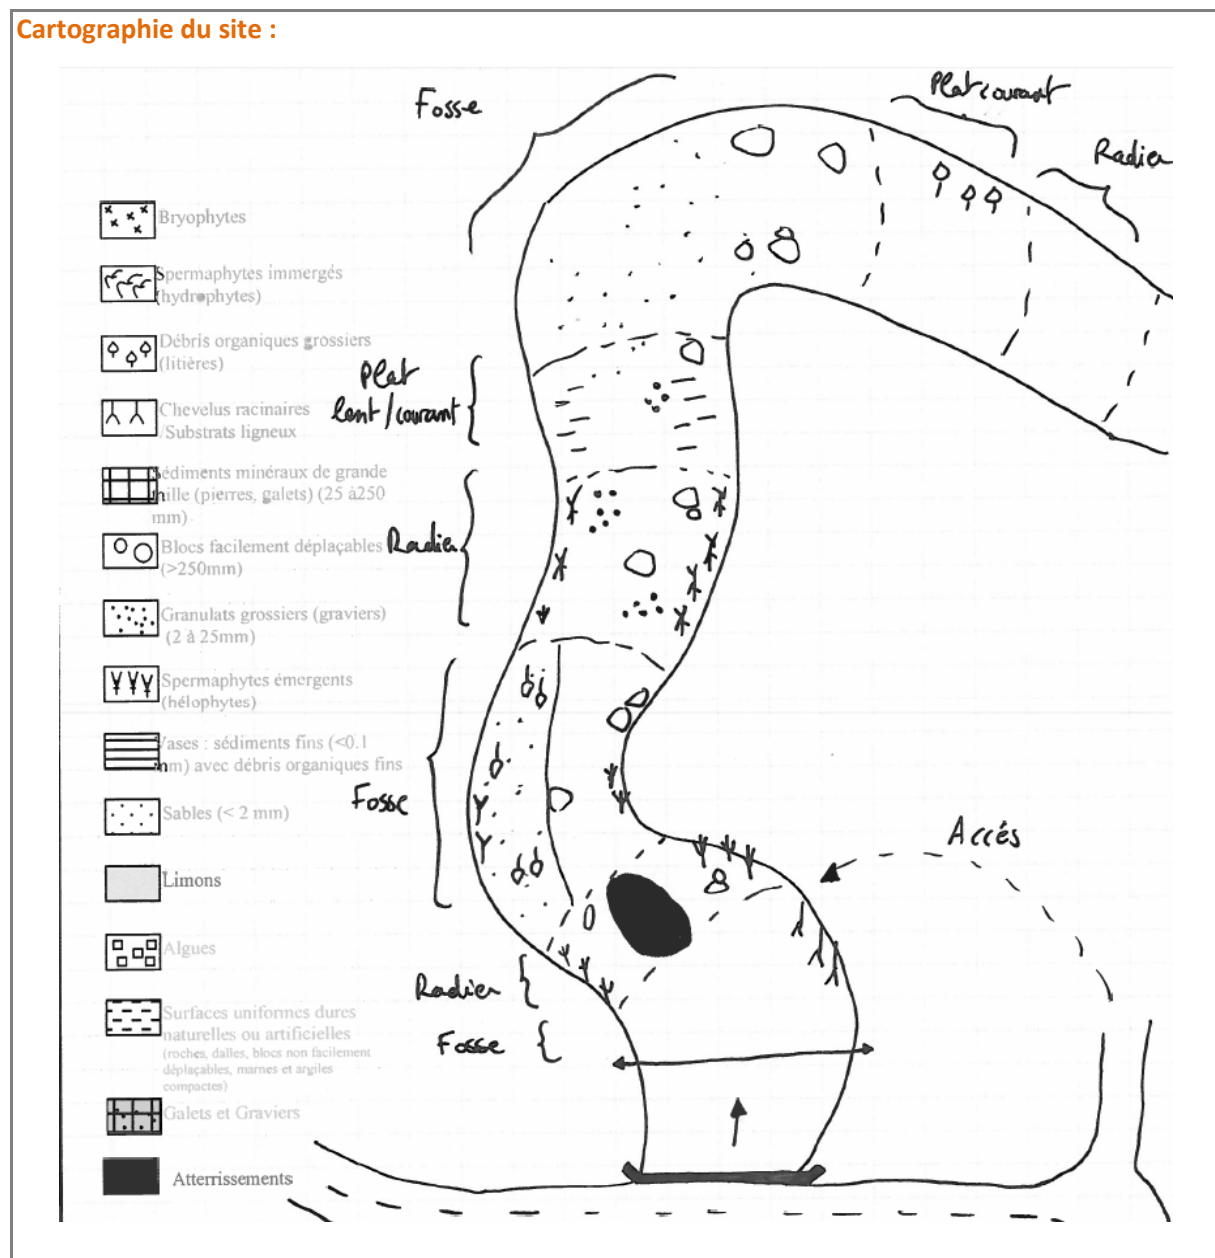 Cartographie du site :
Fosse
Plat courant
Radier
Bryophytes
Spermaphytes immergés
(hydrophytes)
Débris organiques grossiers
(litières)
Plat
lent/courant
Chevelus racinaires
/Substrats ligneux
Sédiments minéraux de grande
taille (pierres, galets) (25 à250
mm)
Radier
Blocs facilement déplaçables
(>250mm)
Granulats grossiers (graviers)
(2 à 25mm)
Spermaphytes émergents
(hélophytes)
Vases : sédiments fins (<0.1
mm) avec débris organiques fins
Fosse
Sables (< 2 mm)
Accés
Limons
Algues
Radier
Surfaces uniformes dures
naturelles ou artificielles
(roches, dalles, blocs non facilement
déplaçables, marnes et argiles
compactes)
Fosse
Galets et Graviers
Atterrissements